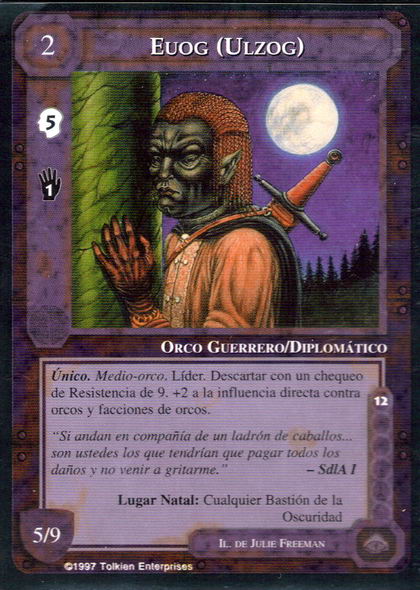 2
Euog (Ulzog)
5
1
Orco Guerrero/Diplomático
Único. Medio-orco. Líder. Descartar con un chequeo
de Resistencia de 9. +2 a la influencia directa contra
orcos y facciones de orcos.
12
“Si andan en compañía de un ladrón de caballos...
son ustedes los que tendrían que pagar todos los
daños y no venir a gritarme.” – SdlA I
Lugar Natal: Cualquier Bastión de la
Oscuridad
5/9
Il. de Julie Freeman
©1997 Tolkien Enterprises